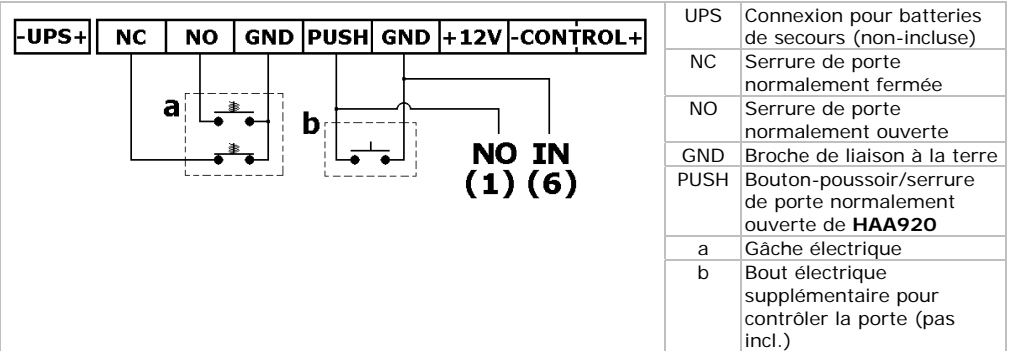 -UPS+ NC NO GND PUSH GND +12V -CONTROL+
a
b
NO IN
(1) (6)
UPS Connexion pour batteries
de secours (non-incluse)
NC Serrure de porte
normalement fermée
NO Serrure de porte
normalement ouverte
GND Broche de liaison à la terre
PUSH Bouton-poussoir/serrure
de porte normalement
ouverte de HAA920
a Gâche électrique
b Bout électrique
supplémentaire pour
contrôler la porte (pas
incl.)